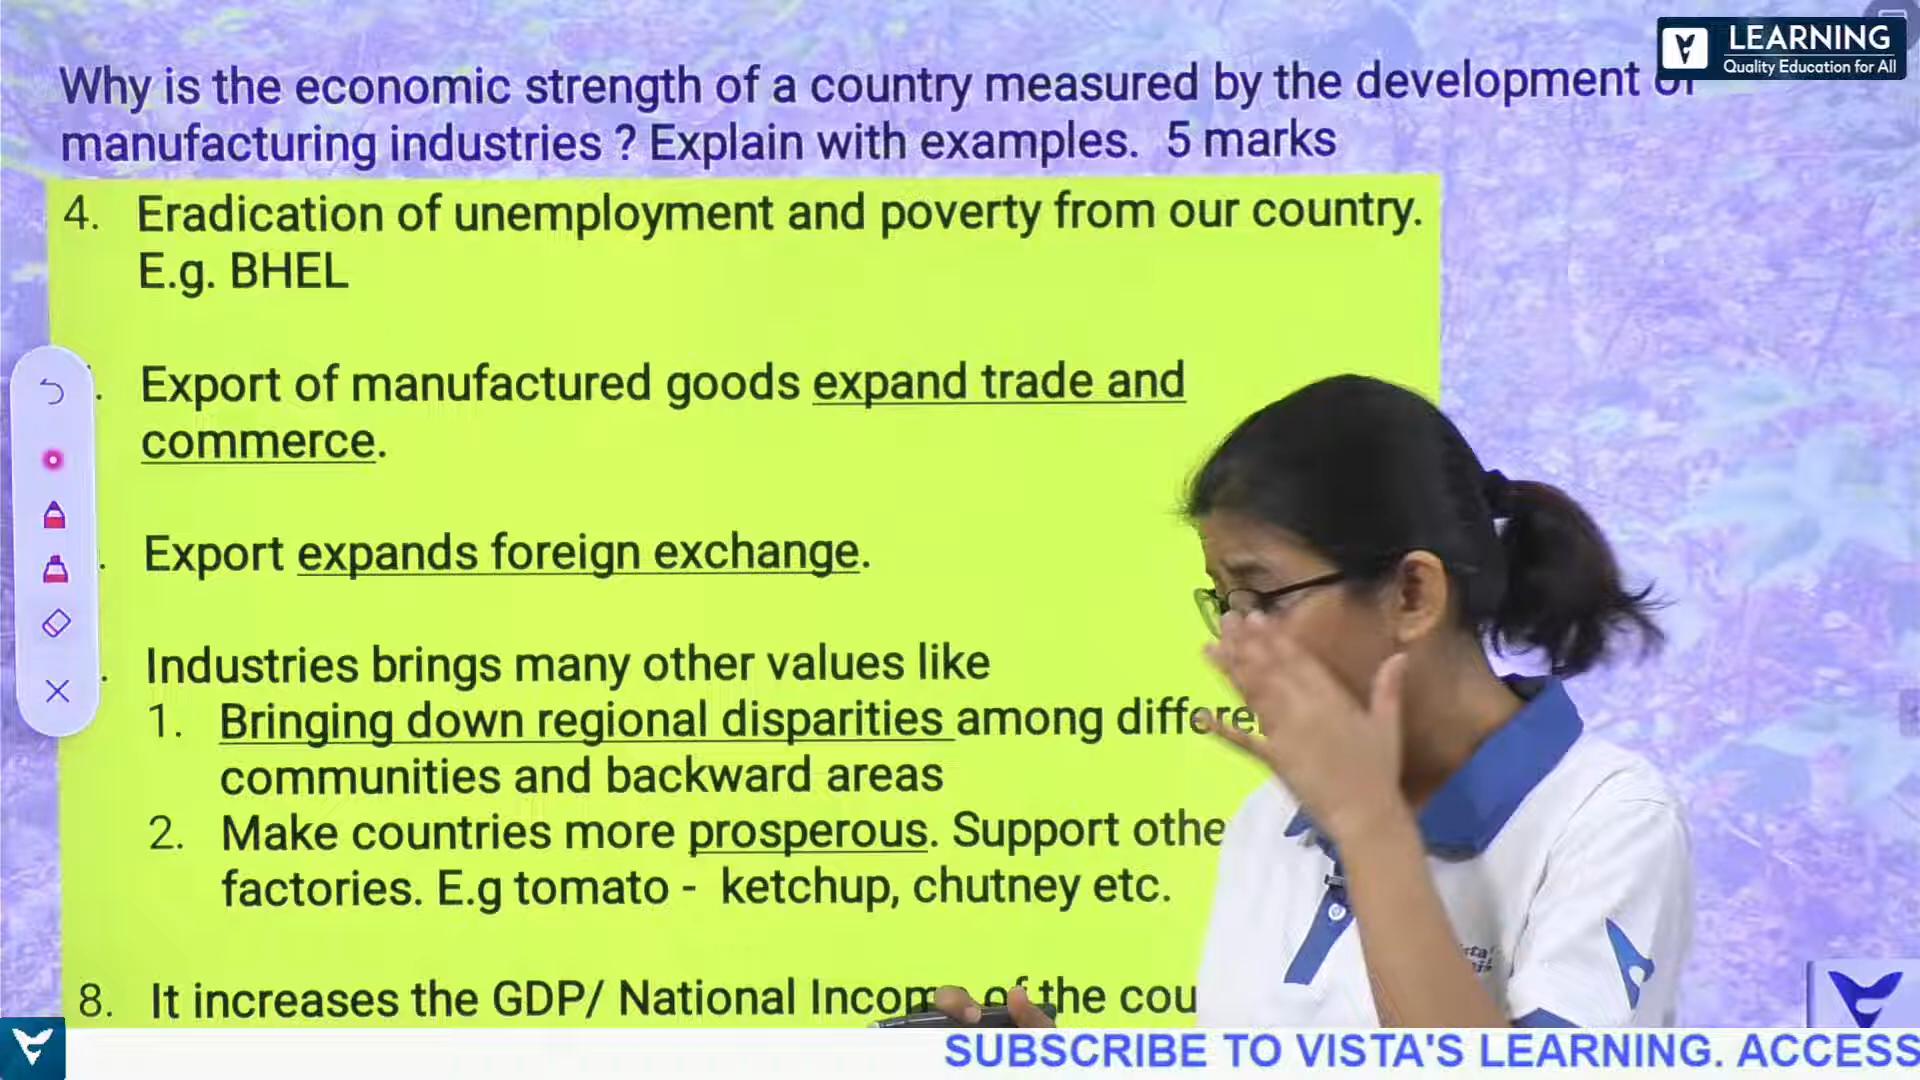 LEARNING
Quality Education for All
Why is the economic strength of a country measured by the development of
manufacturing industries ? Explain with examples. 5 marks
4. Eradication of unemployment and poverty from our country.
E.g. BHEL
Export of manufactured goods expand trade and
commerce.
Export expands foreign exchange.
Industries brings many other values like
1. Bringing down regional disparities among
communities and backward areas
2. Make countries more prosperous. Support
factories. E.g tomato - ketchup, chutney etc.
8. It increases the GDP/ National Income of the
SUBSCRIBE TO VISTA'S LEARNING. ACCESS